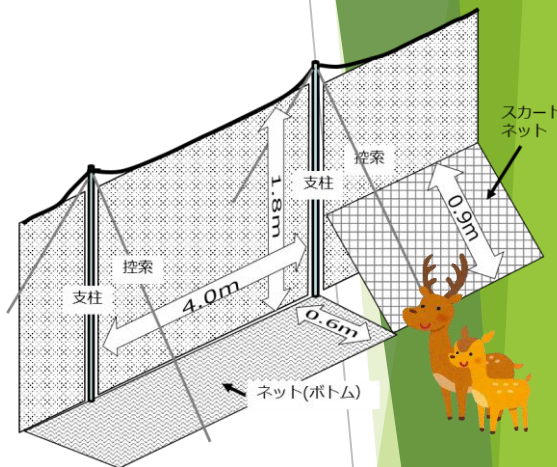 スカート
ネット
控索
支柱
1.8m
0.9m
控索
支柱
4.0m
0.6m
ネット(ボトム)